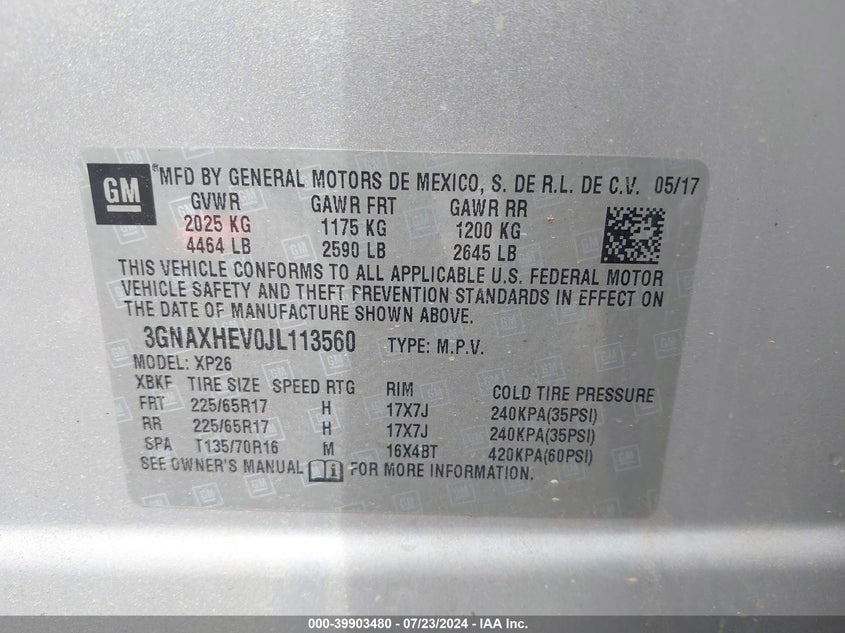 GM
®MFD BY GENERAL MOTORS DE MEXICO, S. DE R.L. DE C.V. 05/17
GVWR GAWR FRT GAWR RR
2025 KG 1175 KG 1200 KG
4464 LB 2590 LB 2645 LB
THIS VEHICLE CONFORMS TO ALL APPLICABLE U.S. FEDERAL MOTOR
VEHICLE SAFETY AND THEFT PREVENTION STANDARDS IN EFFECT ON
THE DATE OF MANUFACTURE SHOWN ABOVE.
3GNAXHEV0JL113560 TYPE: M.P.V.
MODEL: XP26
XBKF TIRE SIZE SPEED RTG RIM COLD TIRE PRESSURE
FRT 225/65R17 H 17X7J 240KPA(35PSI)
RR 225/65R17 H 17X7J 240KPA(35PSI)
SPA T135/70R16 M 16X4BT 420KPA(60PSI)
SEE OWNER'S MANUAL i FOR MORE INFORMATION.
000-39903480 - 07/23/2024 - IAA Inc.